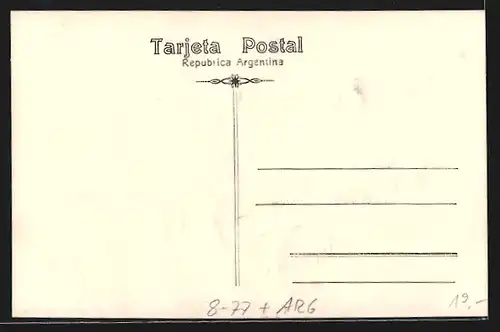 Tarjeta Postal
Republica Argentina
8-77 + ARG
19,-